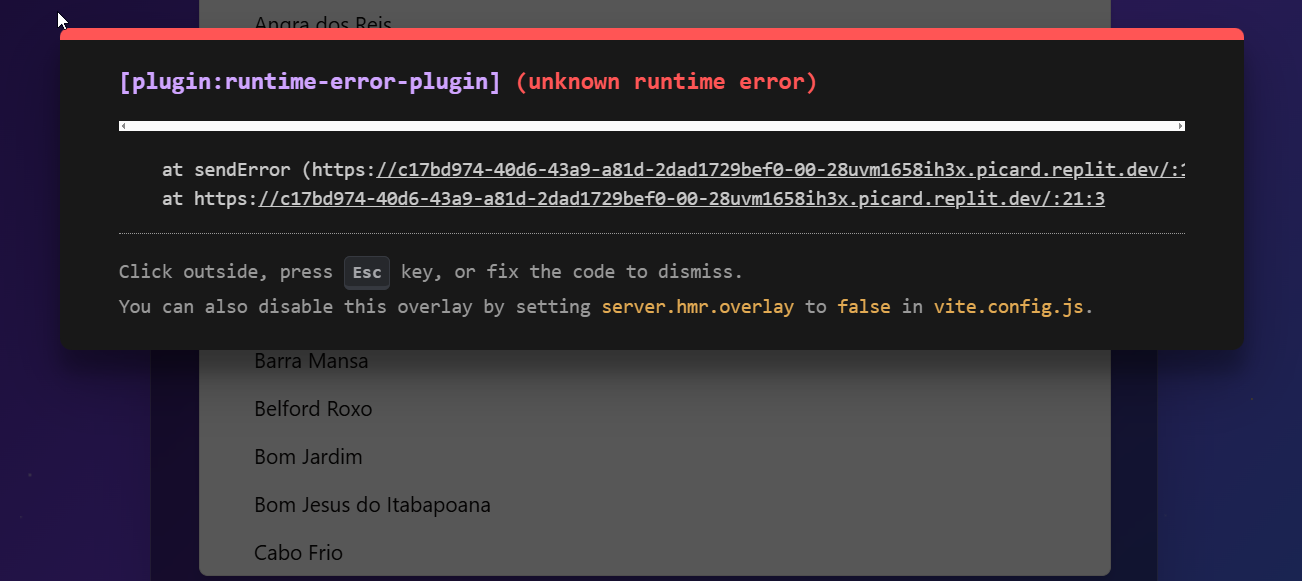 Angra dos Reis
[plugin:runtime-error-plugin] (unknown runtime error)
at sendError (https://c17bd974-40d6-43a9-a81d-2dad1729bef0-00-28uvm1658ih3x.picard.replit.dev/:
at https://c17bd974-40d6-43a9-a81d-2dad1729bef0-00-28uvm1658ih3x.picard.replit.dev/:21:3
Click outside, press Esc key, or fix the code to dismiss.
You can also disable this overlay by setting server.hmr.overlay to false in vite.config.js.
Barra Mansa
Belford Roxo
Bom Jardim
Bom Jesus do Itabapoana
Cabo Frio